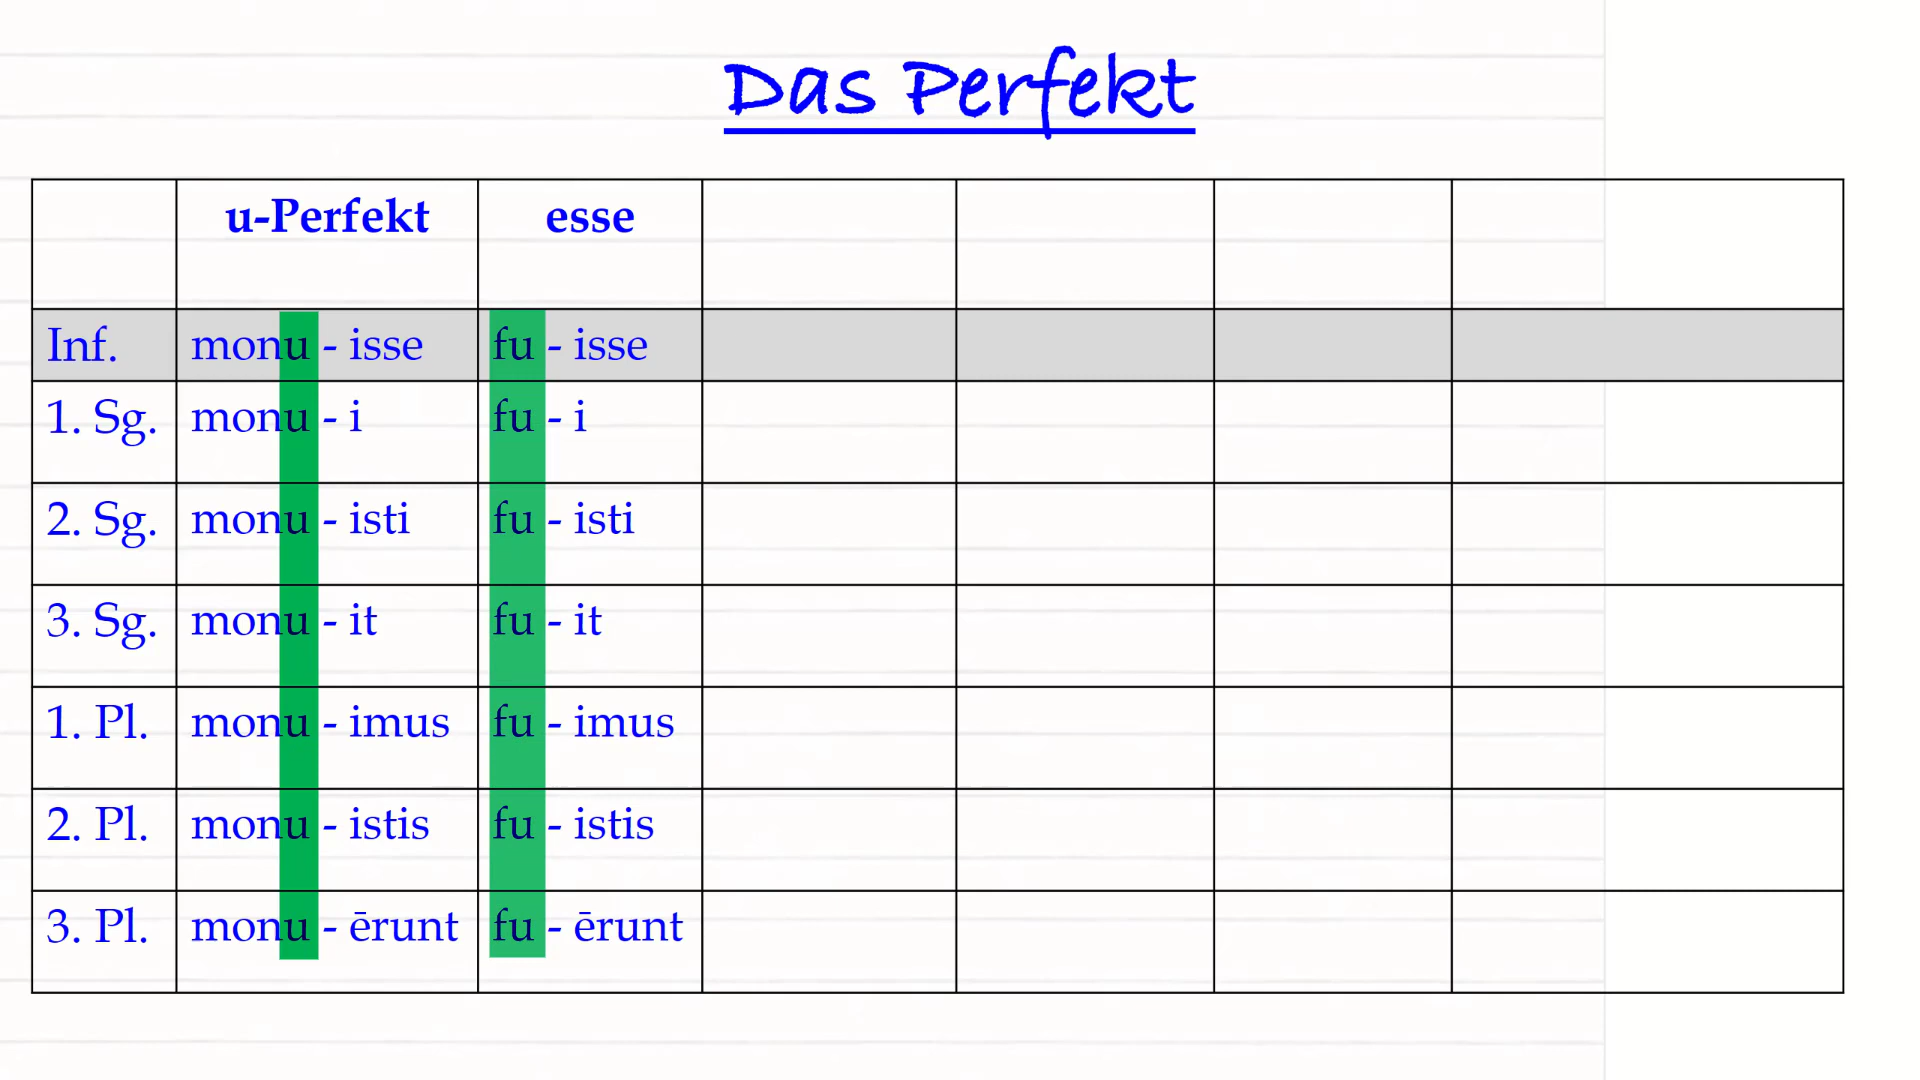 Das Perfekt
u-Perfekt esse
Inf. monu - isse fu - isse
1. Sg. monu - i fu - i
2. Sg. monu - isti fu - isti
3. Sg. monu - it fu - it
1. Pl. monu - imus fu - imus
2. Pl. monu - istis fu - istis
3. Pl. monu - ērunt fu - ērunt